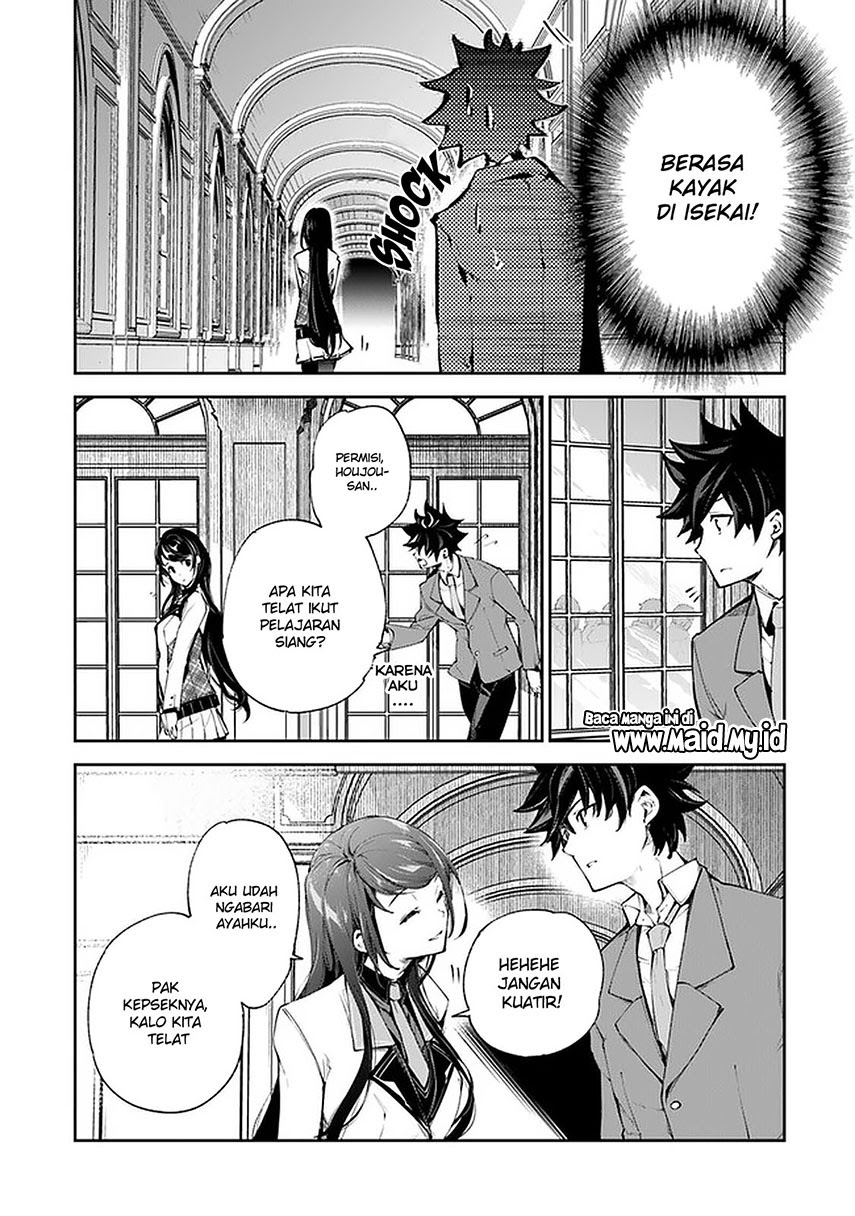 BERASA
KAYAK
DI ISEKAI!
SHOCK
PERMISI,
HOUJOU-
SAN..
APA KITA
TELAT IKUT
PELAJARAN
SIANG?
KARENA
AKU
....
Baca Manga ini di
www.Maid.My.id
HEHEHE
JANGAN
KUATIR!
AKU UDAH
NGABARI
AYAHKU..
PAK
KEPSEKNYA,
KALO KITA
TELAT